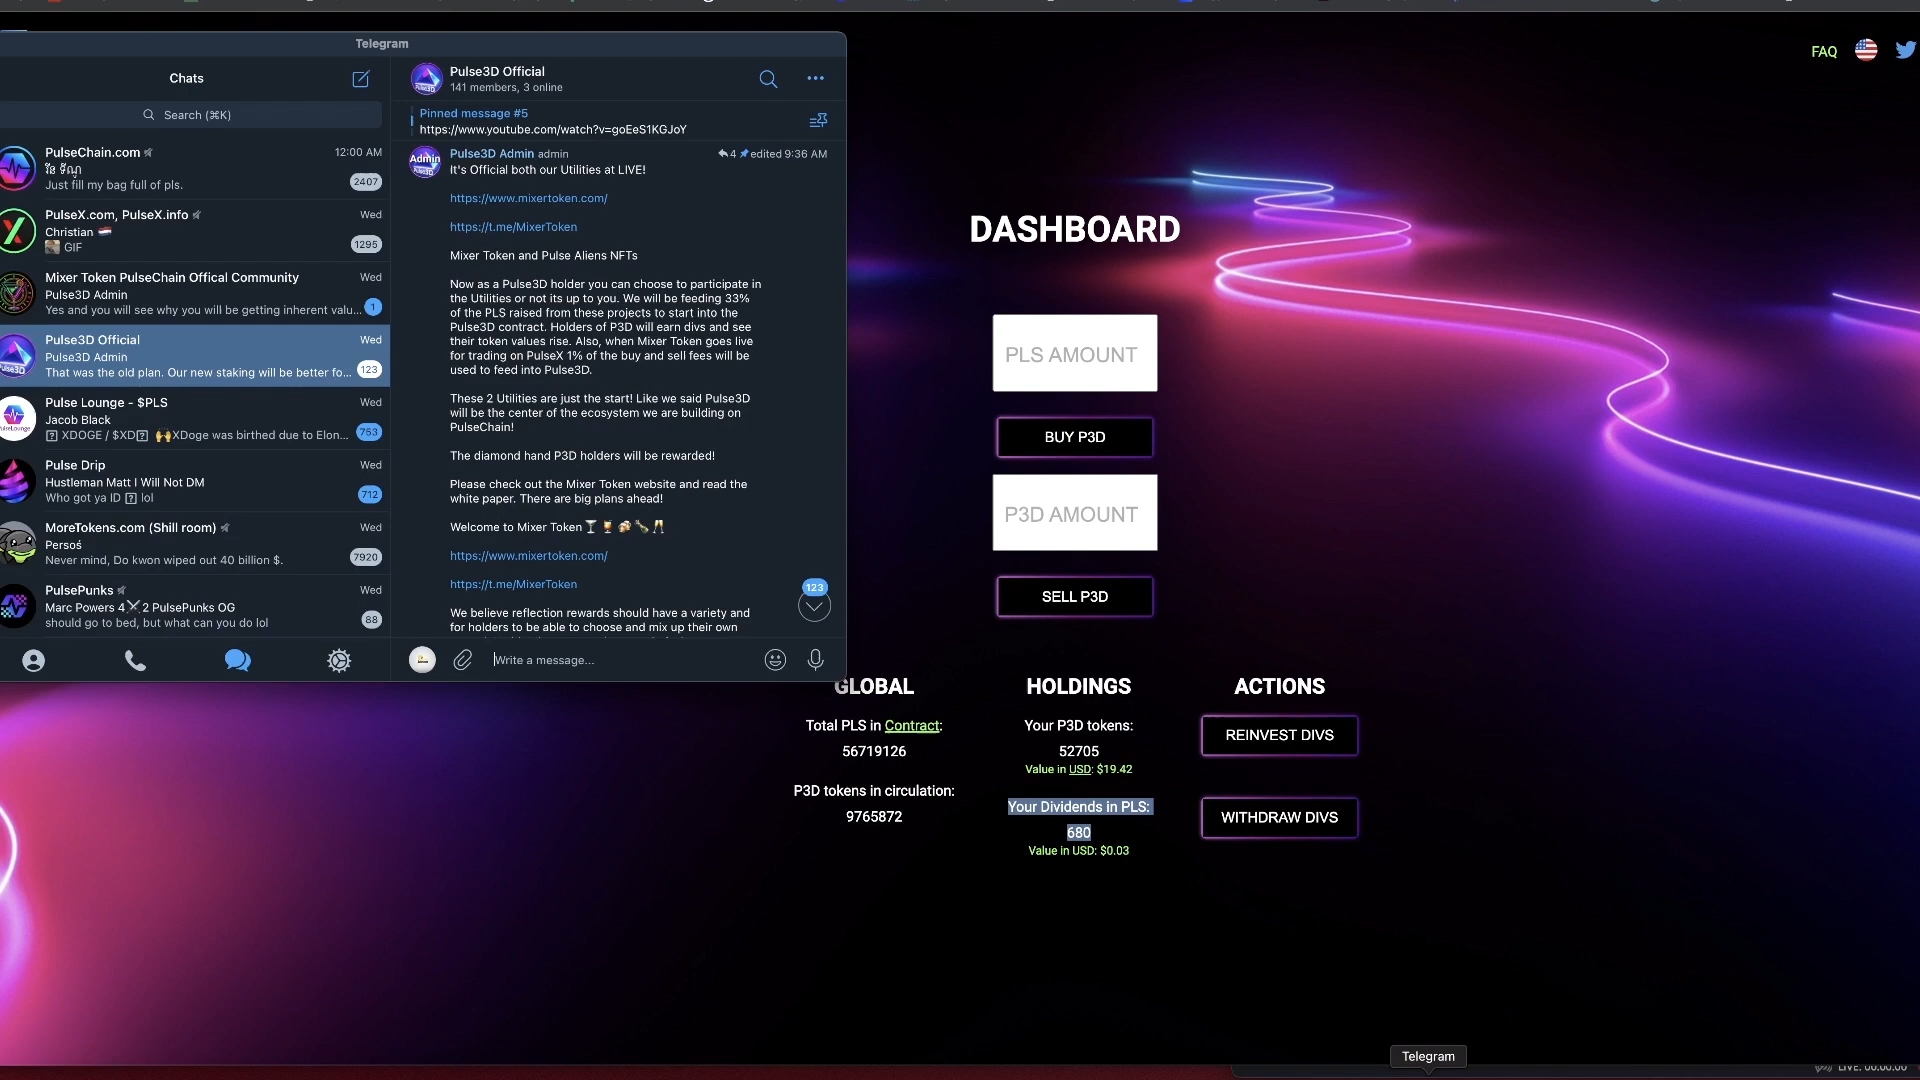 Telegram
Chats
Search (⌘K)
PulseChain.com
12:00 AM
Just fill my bag full of pls.
2407
PulseX.com, PulseX.info
Wed
Christian 🇳🇱
GIF
1295
Mixer Token PulseChain Offical Community
Wed
Pulse3D Admin
Yes and you will see why you will be getting inherent valu...
1
Pulse3D Official
Wed
Pulse3D Admin
That was the old plan. Our new staking will be better fo...
123
Pulse Lounge - $PLS
Wed
Jacob Black
XDOGE / $XD 🙌XDoge was birthed due to Elon...
753
Pulse Drip
Wed
Hustleman Matt I Will Not DM
Who got ya ID lol
712
MoreTokens.com (Shill room)
Wed
Persoś
Never mind, Do kwon wiped out 40 billion $.
7920
PulsePunks
Wed
Marc Powers 4⚔2 PulsePunks OG
should go to bed, but what can you do lol
88
Pulse3D Official
141 members, 3 online
Pinned message #5
https://www.youtube.com/watch?v=goEeS1KGJoY
Admin
Pulse3D
Pulse3D Admin admin
4 edited 9:36 AM
It's Official both our Utilities at LIVE!
https://www.mixertoken.com/
https://t.me/MixerToken
Mixer Token and Pulse Aliens NFTs
Now as a Pulse3D holder you can choose to participate in
the Utilities or not its up to you. We will be feeding 33%
of the PLS raised from these projects to start into the
Pulse3D contract. Holders of P3D will earn divs and see
their token values rise. Also, when Mixer Token goes live
for trading on PulseX 1% of the buy and sell fees will be
used to feed into Pulse3D.
These 2 Utilities are just the start! Like we said Pulse3D
will be the center of the ecosystem we are building on
PulseChain!
The diamond hand P3D holders will be rewarded!
Please check out the Mixer Token website and read the
white paper. There are big plans ahead!
Welcome to Mixer Token🍸🍹🍻🍾🥂
https://www.mixertoken.com/
https://t.me/MixerToken
We believe reflection rewards should have a variety and
for holders to be able to choose and mix up their own
123
Write a message...
FAQ
DASHBOARD
PLS AMOUNT
BUY P3D
P3D AMOUNT
SELL P3D
GLOBAL
Total PLS in Contract:
56719126
P3D tokens in circulation:
9765872
HOLDINGS
Your P3D tokens:
52705
Value in USD: $19.42
Your Dividends in PLS:
680
Value in USD: $0.03
ACTIONS
REINVEST DIVS
WITHDRAW DIVS
Telegram
LIVE: 00:00:00